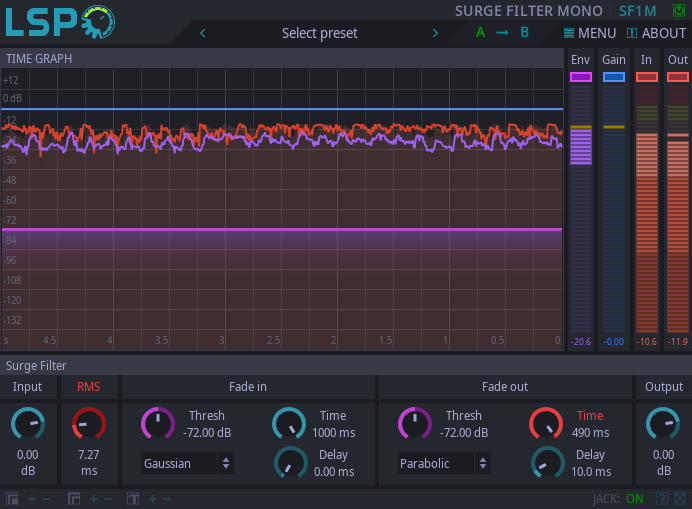 LSP
SURGE FILTER MONO SF1M
< Select preset > A → B MENU ABOUT
TIME GRAPH Env Gain In Out
+12
0 dB
-12
-36
-48
-60
-72
-84
-96
-108
-120
-132
s 4.5 4 3.5 3 2.5 2 1.5 1 0.5 0
-20.6 -0.00 -10.6 -11.9
Surge Filter
Input RMS Fade in Fade out Output
Thresh Time Thresh Time
-72.00 dB 1000 ms -72.00 dB 490 ms
0.00 7.27 Delay Delay 0.00
dB ms Gaussian 0.00 ms Parabolic 10.0 ms dB
+ - + - T + - JACK: ON ?